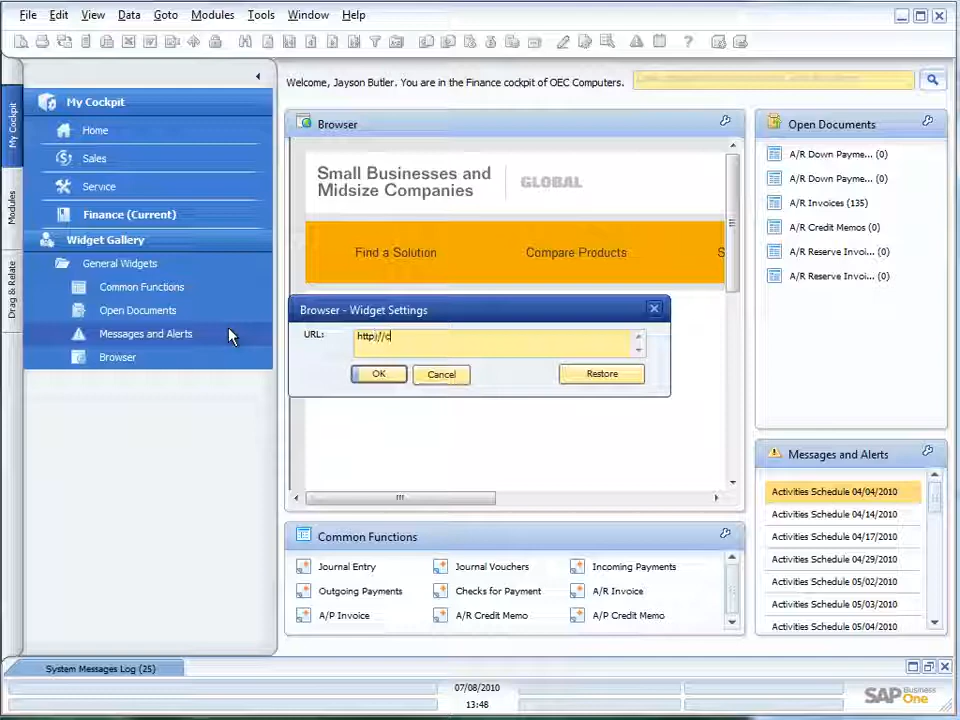 File Edit View Data Goto Modules Tools Window Help
Welcome, Jayson Butler. You are in the Finance cockpit of OEC Computers.
My Cockpit
Modules
Drag & Relate
My Cockpit
Home
Sales
Service
Finance (Current)
Widget Gallery
General Widgets
Common Functions
Open Documents
Messages and Alerts
Browser
Browser
Small Businesses and
Midsize Companies
GLOBAL
Find a Solution Compare Products S
Browser - Widget Settings
URL: http://c
OK Cancel Restore
Common Functions
Journal Entry Journal Vouchers Incoming Payments
Outgoing Payments Checks for Payment A/R Invoice
A/P Invoice A/R Credit Memo A/P Credit Memo
Open Documents
A/R Down Payme... (0)
A/R Down Payme... (0)
A/R Invoices (135)
A/R Credit Memos (0)
A/R Reserve Invoi... (0)
A/R Reserve Invoi... (0)
Messages and Alerts
Activities Schedule 04/04/2010
Activities Schedule 04/14/2010
Activities Schedule 04/17/2010
Activities Schedule 04/29/2010
Activities Schedule 05/02/2010
Activities Schedule 05/03/2010
Activities Schedule 05/04/2010
System Messages Log (25)
07/08/2010
13:48
SAP Business One